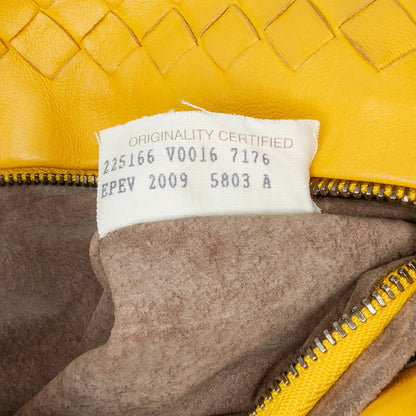 ORIGINALITY CERTIFIED
225166 V0016 7176
EPEV 2009 5803 A